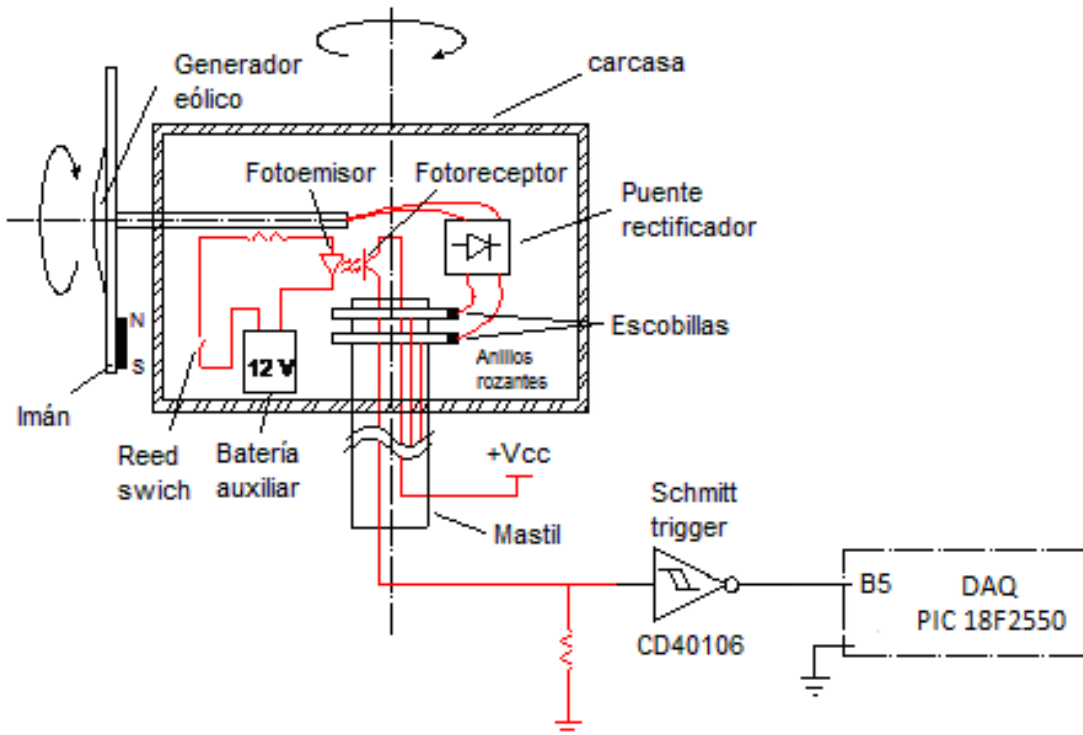 Generador
eólico
carcasa
Fotoemisor
Fotoreceptor
Puente
rectificador
N
S
12 V
Escobillas
Anillos
rozantes
Imán
Reed
swich
Batería
auxiliar
+Vcc
Mastil
Schmitt
trigger
CD40106
B5
DAQ
PIC 18F2550